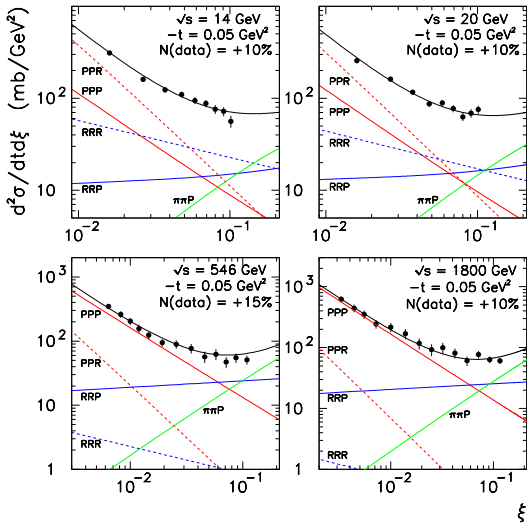 d²σ/dtdξ (mb/GeV²)
√s = 14 GeV
−t = 0.05 GeV²
N(data) = +10%
PPR
PPP
RRR
RRP
ππP
10²
10
10⁻²
10⁻¹
√s = 20 GeV
−t = 0.05 GeV²
N(data) = +10%
PPR
PPP
RRR
RRP
ππP
10²
10
10⁻²
10⁻¹
√s = 546 GeV
−t = 0.05 GeV²
N(data) = +15%
PPP
PPR
RRP
RRR
ππP
10³
10²
10
1
10⁻²
10⁻¹
√s = 1800 GeV
−t = 0.05 GeV²
N(data) = +10%
PPP
PPR
RRP
RRR
ππP
10³
10²
10
1
10⁻²
10⁻¹
ξ